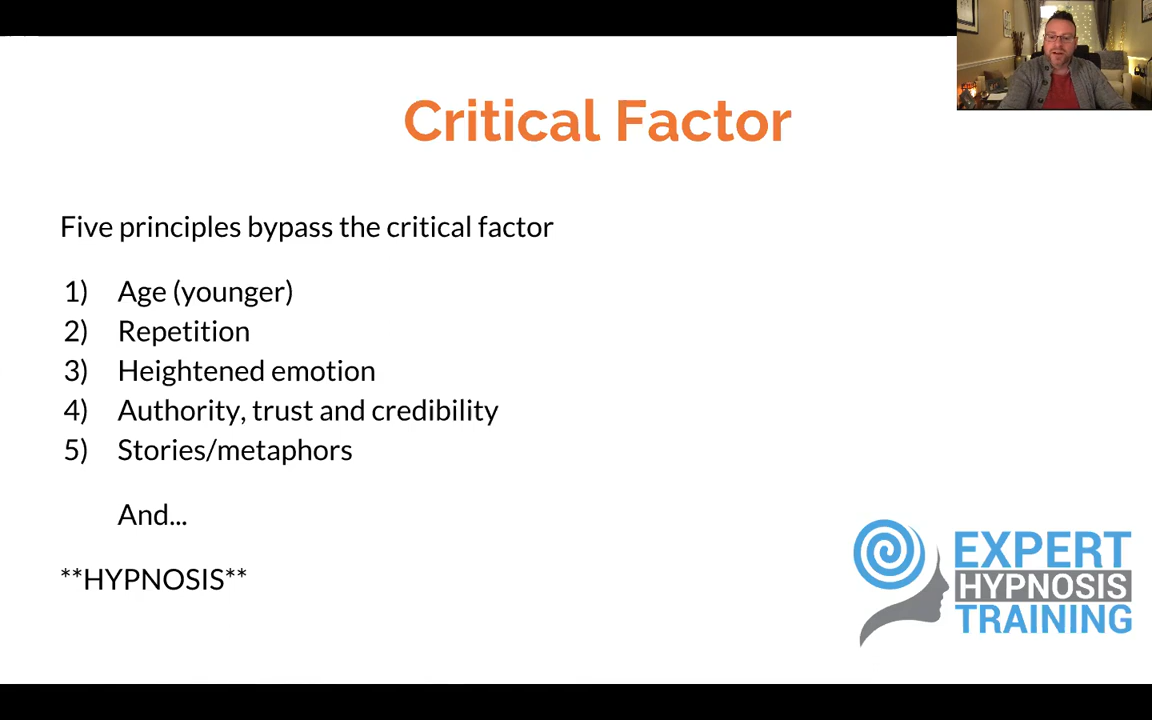 Critical Factor
Five principles bypass the critical factor
1) Age (younger)
2) Repetition
3) Heightened emotion
4) Authority, trust and credibility
5) Stories/metaphors
And...
**HYPNOSIS**
EXPERT
HYPNOSIS
TRAINING